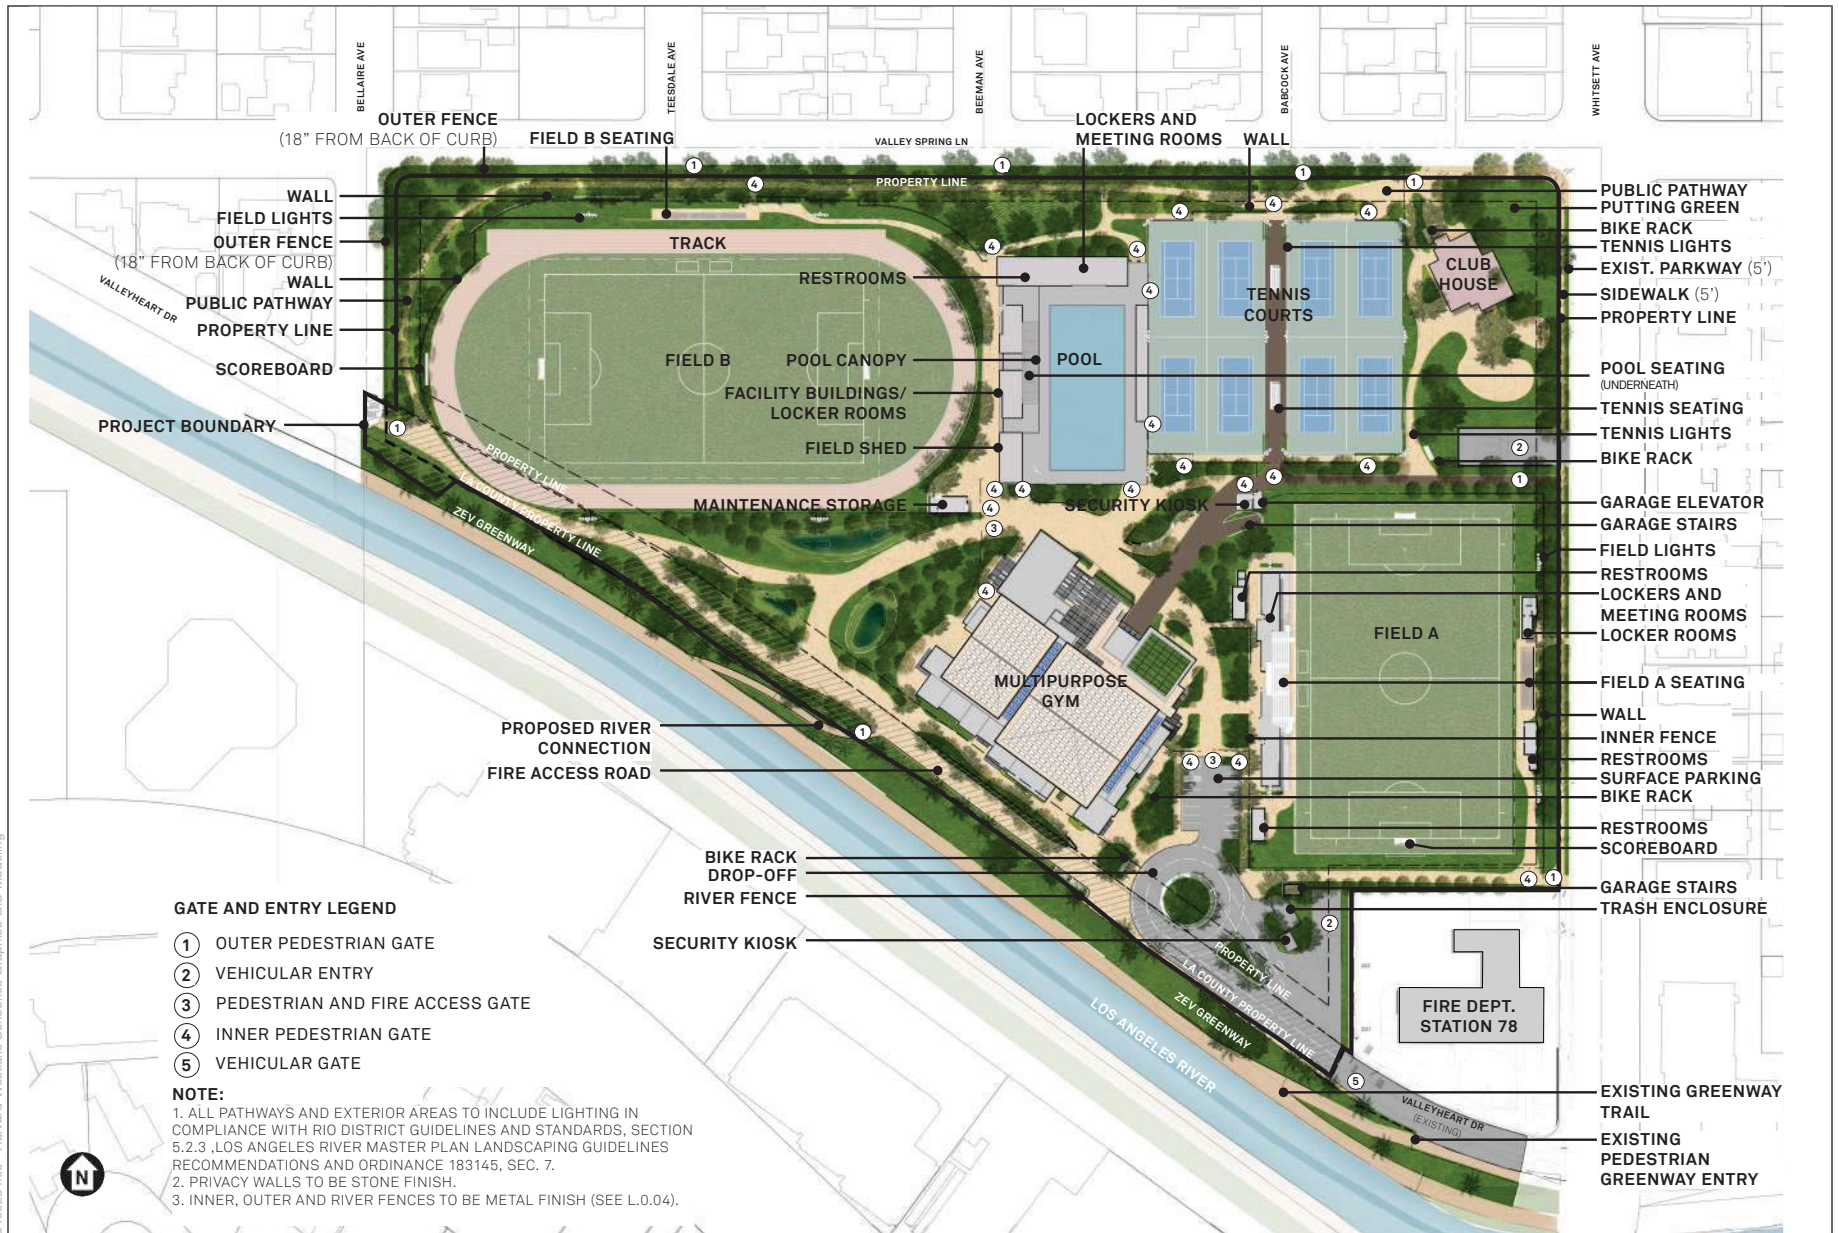 BELLAIRE AVE
TEESDALE AVE
BEEMAN AVE
BABCOCK AVE
WHITSETT AVE
VALLEY SPRING LN
OUTER FENCE
(18" FROM BACK OF CURB)
FIELD B SEATING
LOCKERS AND
MEETING ROOMS
WALL
WALL
FIELD LIGHTS
OUTER FENCE
(18" FROM BACK OF CURB)
WALL
PUBLIC PATHWAY
PROPERTY LINE
SCOREBOARD
PROJECT BOUNDARY
VALLEYHEART DR
PROPERTY LINE
TRACK
FIELD B
RESTROOMS
POOL CANOPY
POOL
FACILITY BUILDINGS/
LOCKER ROOMS
FIELD SHED
MAINTENANCE STORAGE
SECURITY KIOSK
TENNIS
COURTS
CLUB
HOUSE
PUBLIC PATHWAY
PUTTING GREEN
BIKE RACK
TENNIS LIGHTS
EXIST. PARKWAY (5')
SIDEWALK (5')
PROPERTY LINE
POOL SEATING
(UNDERNEATH)
TENNIS SEATING
TENNIS LIGHTS
BIKE RACK
GARAGE ELEVATOR
GARAGE STAIRS
FIELD LIGHTS
RESTROOMS
LOCKERS AND
MEETING ROOMS
LOCKER ROOMS
FIELD A SEATING
WALL
INNER FENCE
RESTROOMS
SURFACE PARKING
BIKE RACK
RESTROOMS
SCOREBOARD
GARAGE STAIRS
TRASH ENCLOSURE
FIELD A
MULTIPURPOSE
GYM
PROPERTY LINE
LA COUNTY PROPERTY LINE
ZEV GREENWAY
PROPOSED RIVER
CONNECTION
FIRE ACCESS ROAD
BIKE RACK
DROP-OFF
RIVER FENCE
SECURITY KIOSK
PROPERTY LINE
LA COUNTY PROPERTY LINE
ZEV GREENWAY
LOS ANGELES RIVER
FIRE DEPT.
STATION 78
VALLEYHEART DR
(EXISTING)
EXISTING GREENWAY
TRAIL
EXISTING
PEDESTRIAN
GREENWAY ENTRY
GATE AND ENTRY LEGEND
1 OUTER PEDESTRIAN GATE
2 VEHICULAR ENTRY
3 PEDESTRIAN AND FIRE ACCESS GATE
4 INNER PEDESTRIAN GATE
5 VEHICULAR GATE
NOTE:
1. ALL PATHWAYS AND EXTERIOR AREAS TO INCLUDE LIGHTING IN
COMPLIANCE WITH RIO DISTRICT GUIDELINES AND STANDARDS, SECTION
5.2.3 ,LOS ANGELES RIVER MASTER PLAN LANDSCAPING GUIDELINES
RECOMMENDATIONS AND ORDINANCE 183145, SEC. 7.
2. PRIVACY WALLS TO BE STONE FINISH.
3. INNER, OUTER AND RIVER FENCES TO BE METAL FINISH (SEE L.0.04).
N